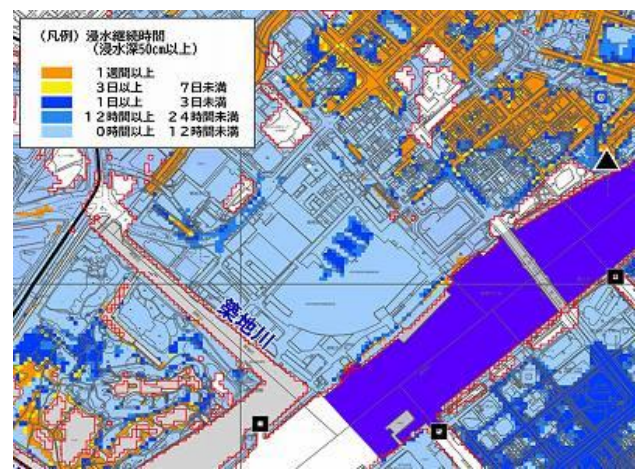 （凡例）浸水継続時間
（浸水深50cm以上）
１週間以上
３日以上 ７日未満
１日以上 ３日未満
１２時間以上 ２４時間未満
０時間以上 １２時間未満
築地川